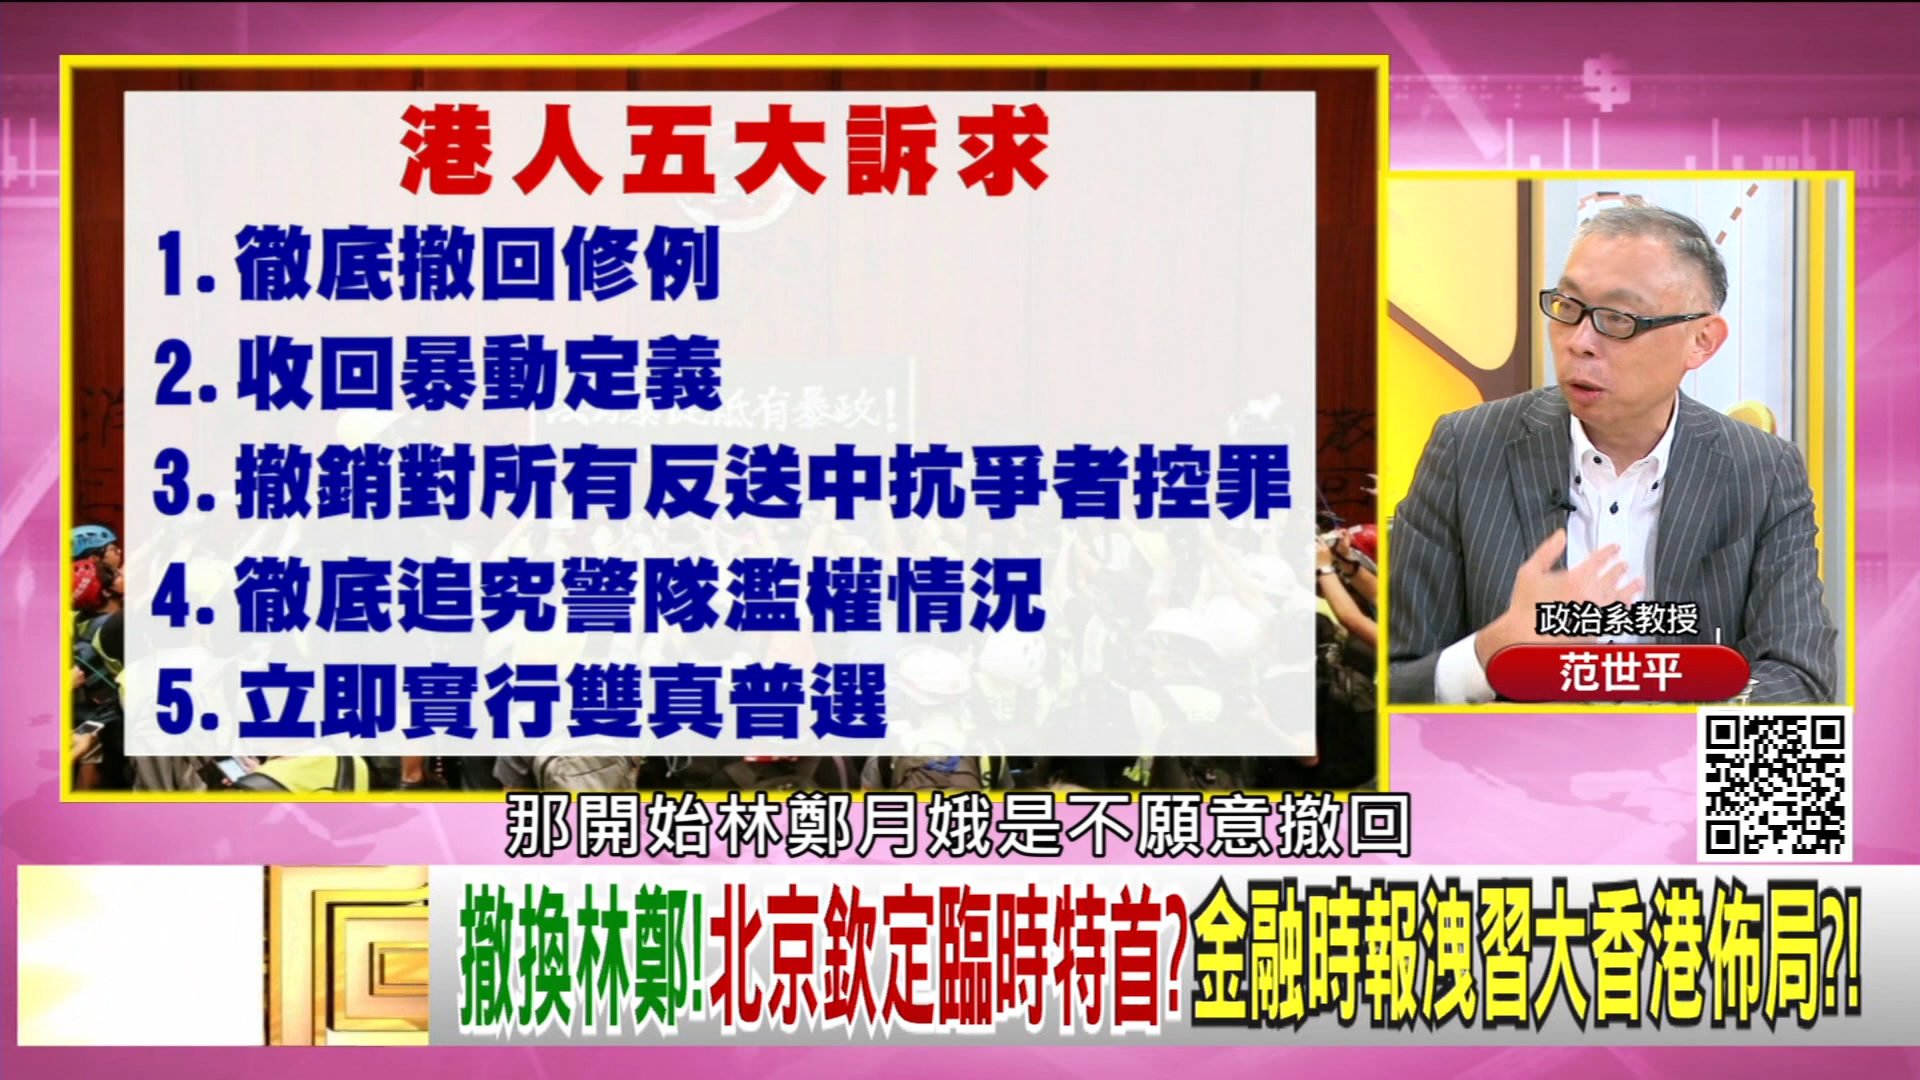 港人五大訴求
1.徹底撤回修例
2.收回暴動定義
3.撤銷對所有反送中抗爭者控罪
4.徹底追究警隊濫權情況
5.立即實行雙真普選
政治系教授
范世平
那開始林鄭月娥是不願意撤回
撤換林鄭!北京欽定臨時特首?金融時報洩習大香港佈局?!